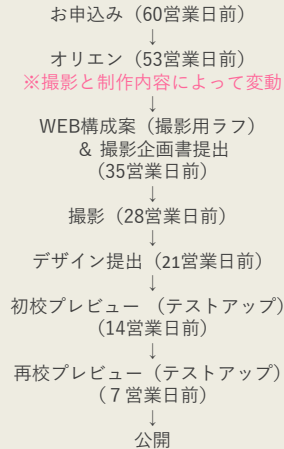 お申込み（60営業日前）
↓
オリエン（53営業日前）
※撮影と制作内容によって変動
↓
WEB構成案（撮影用ラフ）
& 撮影企画書提出
（35営業日前）
↓
撮影（28営業日前）
↓
デザイン提出（21営業日前）
↓
初校プレビュー （テストアップ）
（14営業日前）
↓
再校プレビュー（テストアップ）
（７営業日前）
↓
公開